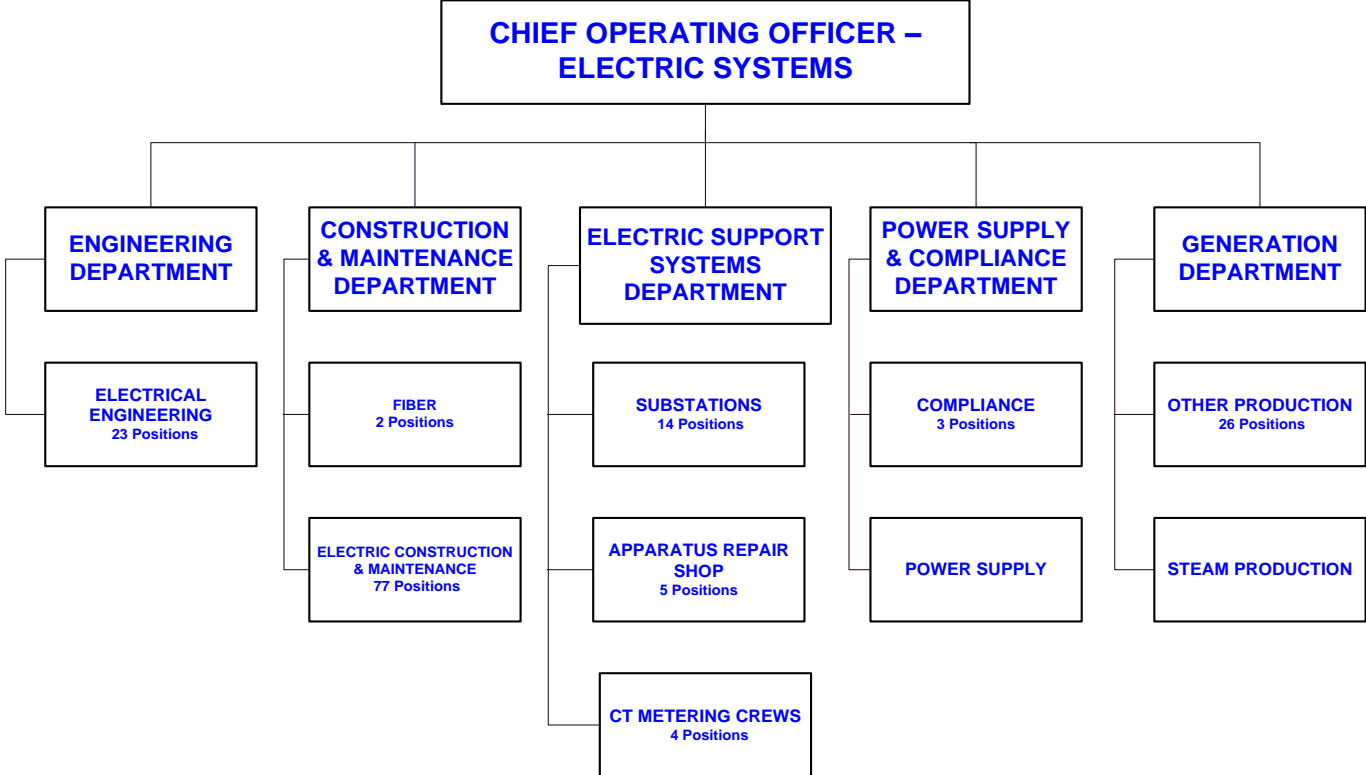 CHIEF OPERATING OFFICER –
ELECTRIC SYSTEMS
ENGINEERING
DEPARTMENT
CONSTRUCTION
& MAINTENANCE
DEPARTMENT
ELECTRIC SUPPORT
SYSTEMS
DEPARTMENT
POWER SUPPLY
& COMPLIANCE
DEPARTMENT
GENERATION
DEPARTMENT
ELECTRICAL
ENGINEERING
23 Positions
FIBER
2 Positions
SUBSTATIONS
14 Positions
COMPLIANCE
3 Positions
OTHER PRODUCTION
26 Positions
ELECTRIC CONSTRUCTION
& MAINTENANCE
77 Positions
APPARATUS REPAIR
SHOP
5 Positions
POWER SUPPLY
STEAM PRODUCTION
CT METERING CREWS
4 Positions